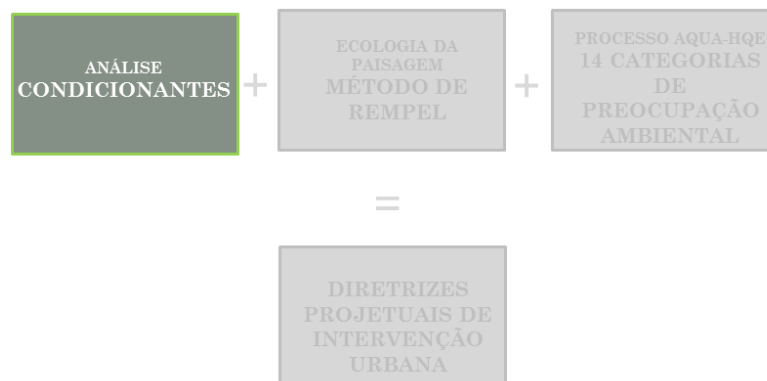 ANÁLISE
CONDICIONANTES
+
ECOLOGIA DA
PAISAGEM
MÉTODO DE
REMPEL
+
PROCESSO AQUA-HQE
14 CATEGORIAS
DE
PREOCUPAÇÃO
AMBIENTAL
=
DIRETRIZES
PROJETUAIS DE
INTERVENÇÃO
URBANA